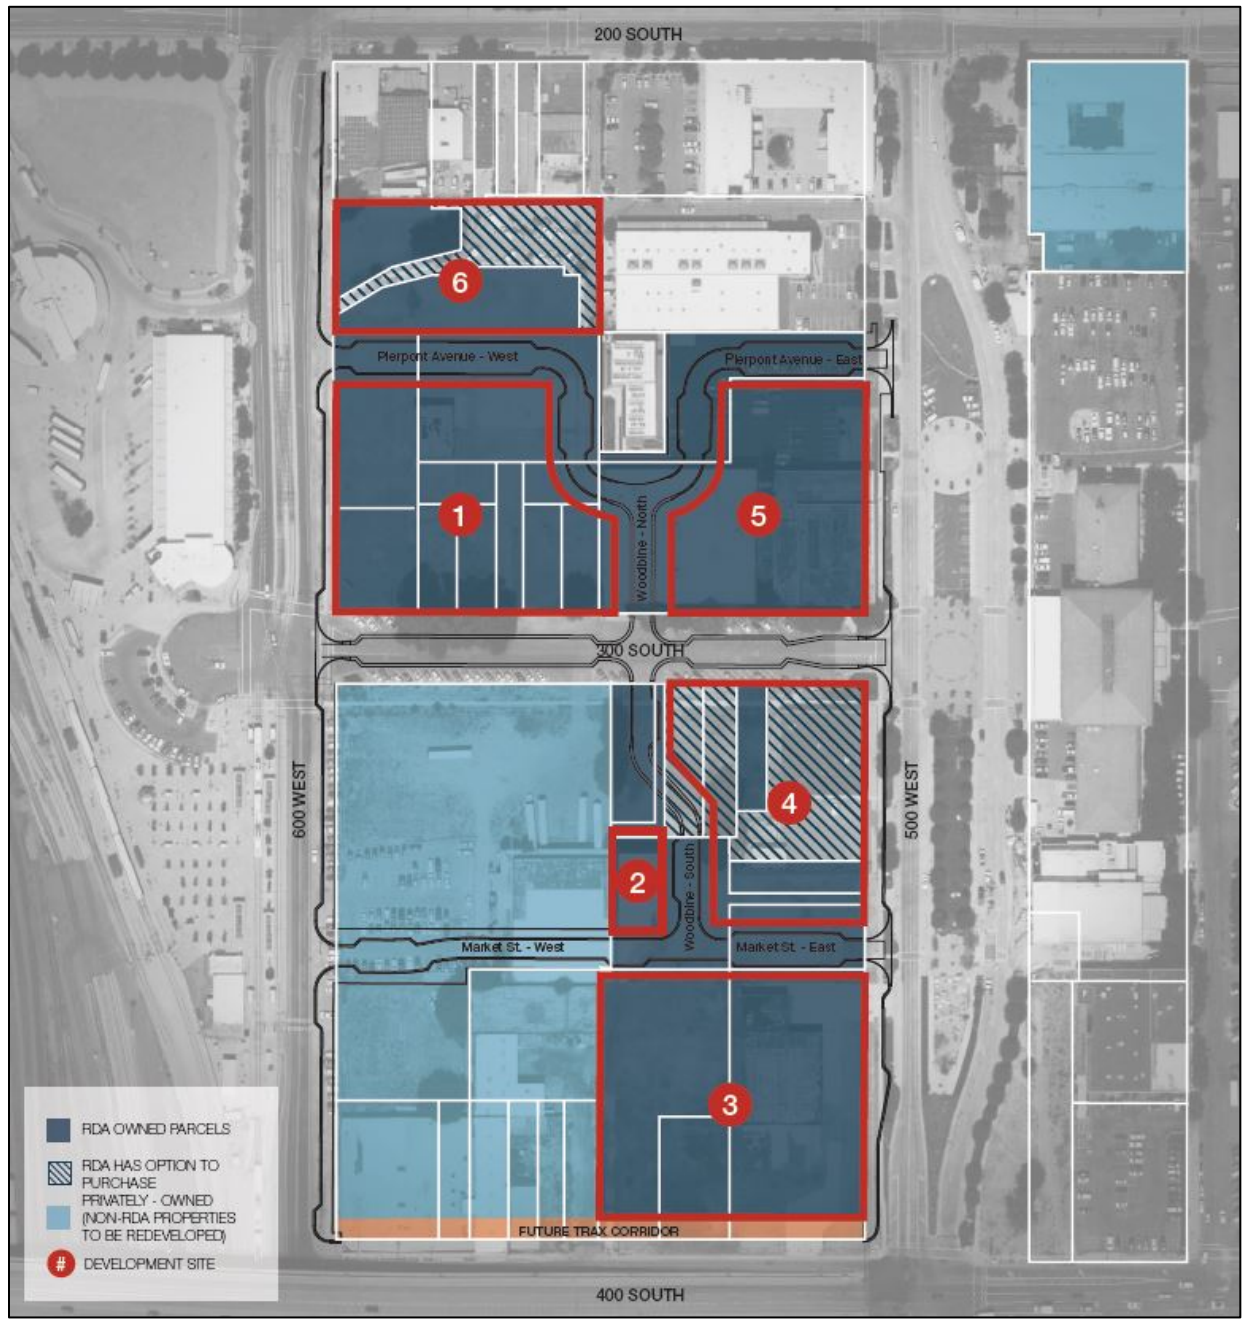 200 SOUTH
6
Pierpont Avenue - West
Pierpont Avenue - East
1
5
Woodbine - North
300 SOUTH
600 WEST
500 WEST
4
2
Woodbine - South
Market St. - West
Market St. - East
3
RDA OWNED PARCELS
RDA HAS OPTION TO
PURCHASE
PRIVATELY - OWNED
(NON-RDA PROPERTIES
TO BE REDEVELOPED)
# DEVELOPMENT SITE
FUTURE TRAX CORRIDOR
400 SOUTH